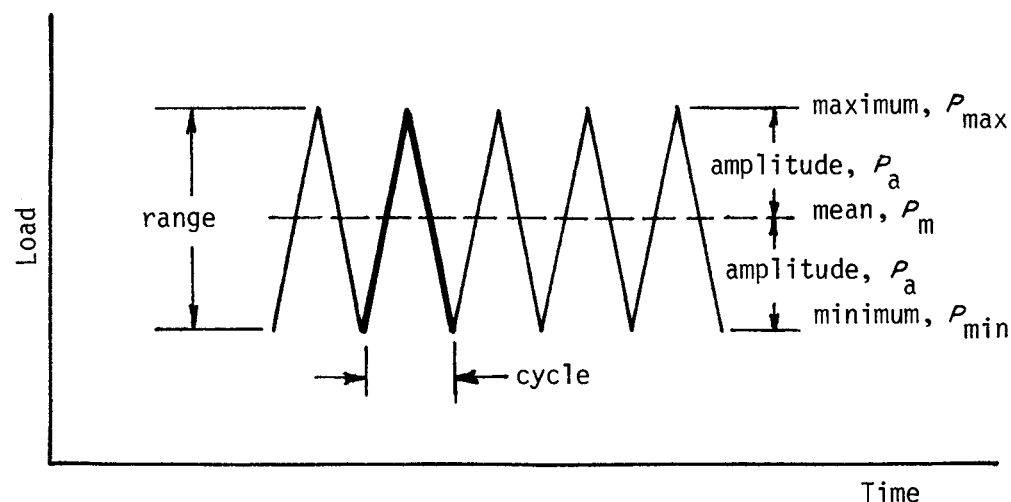 maximum, Pmax
amplitude, Pa
range
mean, Pm
Load
amplitude, Pa
minimum, Pmin
cycle
Time